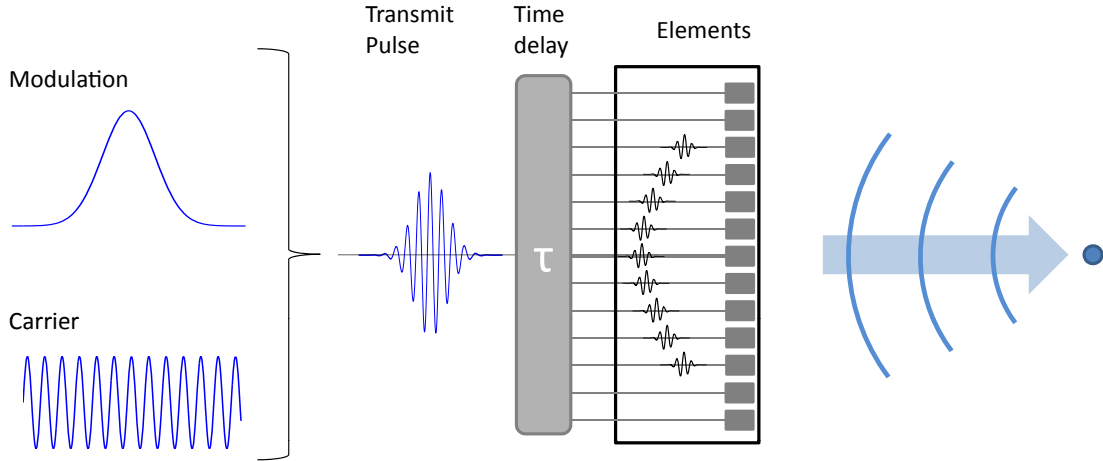 Modulation
Carrier
Transmit
Pulse
Time
delay
τ
Elements